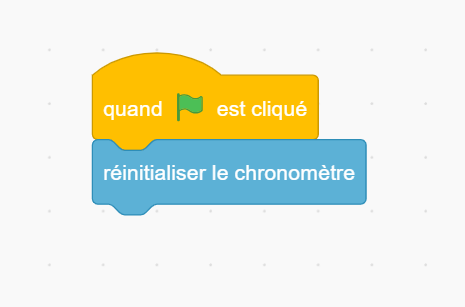 quand est cliqué
réinitialiser le chronomètre